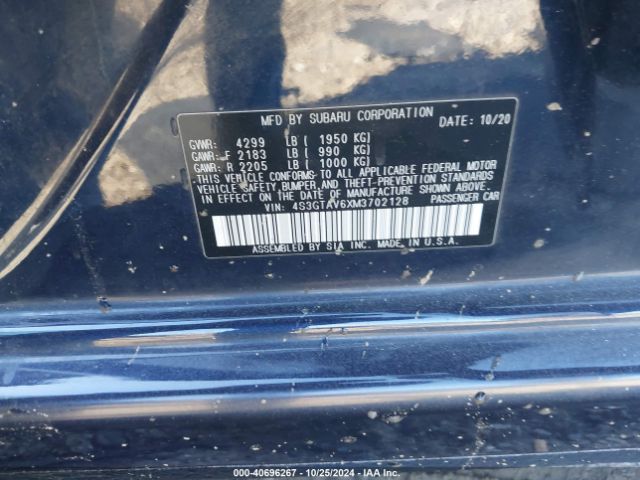 MFD BY SUBARU CORPORATION
DATE: 10/20
GVWR: 4299 LB ( 1950 KG)
GAWR: F 2183 LB ( 990 KG)
GAWR: R 2205 LB ( 1000 KG)
THIS VEHICLE CONFORMS TO ALL APPLICABLE FEDERAL MOTOR
VEHICLE SAFETY, BUMPER, AND THEFT-PREVENTION STANDARDS
IN EFFECT ON THE DATE OF MANUFACTURE SHOWN ABOVE.
VIN: 4S3GTAV6XM3702128 PASSENGER CAR
ASSEMBLED BY SIA INC. MADE IN U.S.A.
000-40696267 - 10/25/2024 - IAA Inc.